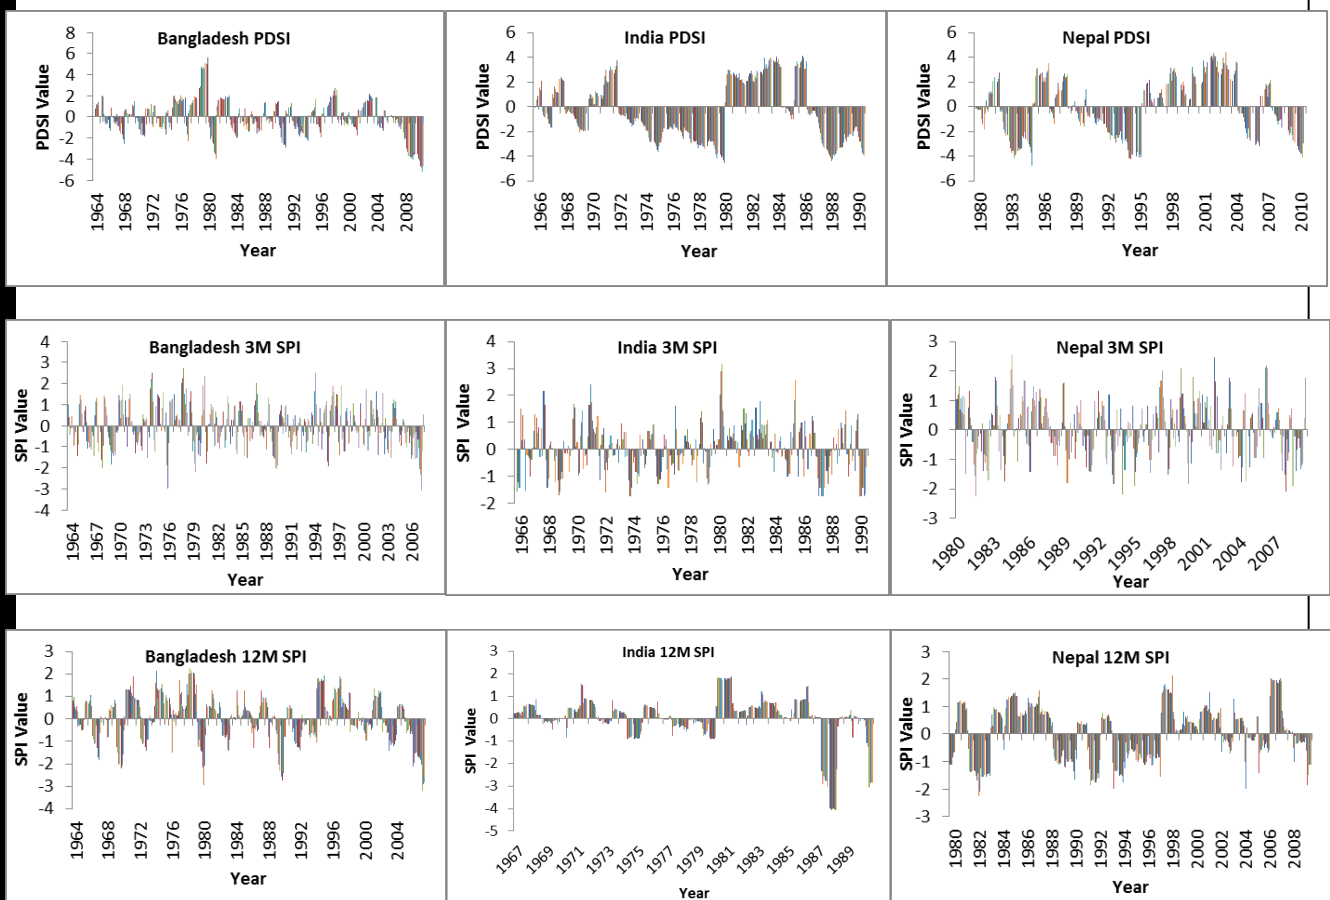 Bangladesh PDSI
PDSI Value
8
6
4
2
0
-2
-4
-6
1964 1968 1972 1976 1980 1984 1988 1992 1996 2000 2004 2008
Year
India PDSI
PDSI Value
6
4
2
0
-2
-4
-6
1966 1968 1970 1972 1974 1976 1978 1980 1982 1984 1986 1988 1990
Year
Nepal PDSI
PDSI Value
6
4
2
0
-2
-4
-6
1980 1983 1986 1989 1992 1995 1998 2001 2004 2007 2010
Year
Bangladesh 3M SPI
SPI Value
4
3
2
1
0
-1
-2
-3
-4
1964 1967 1970 1973 1976 1979 1982 1985 1988 1991 1994 1997 2000 2003 2006
Year
India 3M SPI
SPI Value
4
3
2
1
0
-1
-2
1966 1968 1970 1972 1974 1976 1978 1980 1982 1984 1986 1988 1990
Year
Nepal 3M SPI
SPI Value
3
2
1
0
-1
-2
-3
1980 1983 1986 1989 1992 1995 1998 2001 2004 2007
Year
Bangladesh 12M SPI
SPI Value
3
2
1
0
-1
-2
-3
-4
1964 1968 1972 1976 1980 1984 1988 1992 1996 2000 2004
Year
India 12M SPI
SPI Value
3
2
1
0
-1
-2
-3
-4
-5
1967 1969 1971 1973 1975 1977 1979 1981 1983 1985 1987 1989
Year
Nepal 12M SPI
SPI Value
3
2
1
0
-1
-2
-3
1980 1982 1984 1986 1988 1990 1992 1994 1996 1998 2000 2002 2004 2006 2008
Year